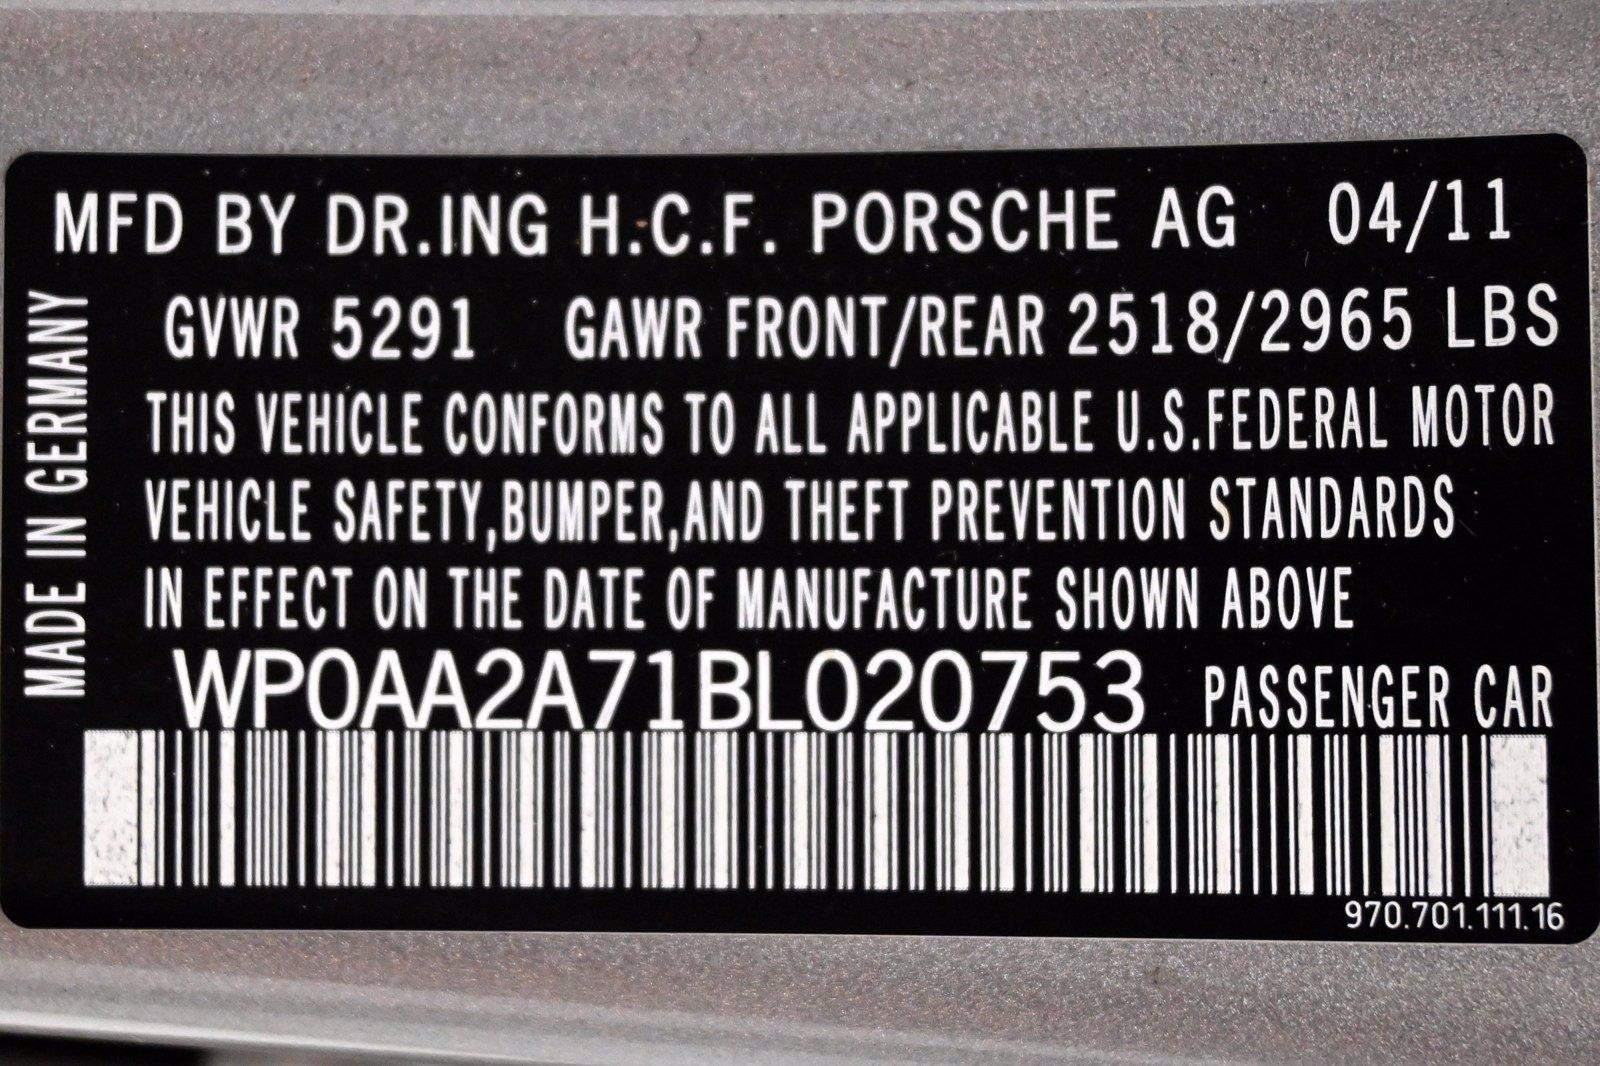 MFD BY DR.ING H.C.F. PORSCHE AG 04/11
GVWR 5291 GAWR FRONT/REAR 2518/2965 LBS
THIS VEHICLE CONFORMS TO ALL APPLICABLE U.S.FEDERAL MOTOR
VEHICLE SAFETY,BUMPER,AND THEFT PREVENTION STANDARDS
IN EFFECT ON THE DATE OF MANUFACTURE SHOWN ABOVE
WP0AA2A71BL020753 PASSENGER CAR
MADE IN GERMANY
970.701.111.16